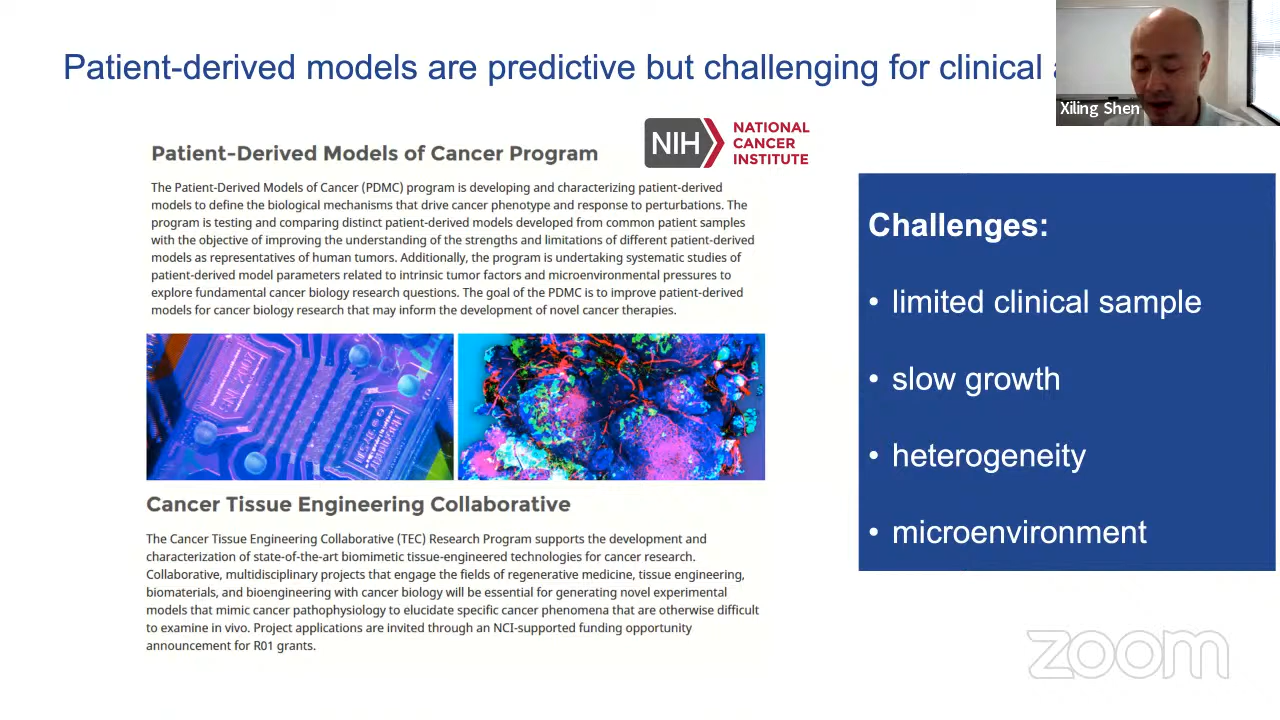 Patient-derived models are predictive but challenging for clinical
Xiling Shen
NIH
NATIONAL
CANCER
INSTITUTE
Patient-Derived Models of Cancer Program
The Patient-Derived Models of Cancer (PDMC) program is developing and characterizing patient-derived
models to define the biological mechanisms that drive cancer phenotype and response to perturbations. The
program is testing and comparing distinct patient-derived models developed from common patient samples
with the objective of improving the understanding of the strengths and limitations of different patient-derived
models as representatives of human tumors. Additionally, the program is undertaking systematic studies of
patient-derived model parameters related to intrinsic tumor factors and microenvironmental pressures to
explore fundamental cancer biology research questions. The goal of the PDMC is to improve patient-derived
models for cancer biology research that may inform the development of novel cancer therapies.
Cancer Tissue Engineering Collaborative
The Cancer Tissue Engineering Collaborative (TEC) Research Program supports the development and
characterization of state-of-the-art biomimetic tissue-engineered technologies for cancer research.
Collaborative, multidisciplinary projects that engage the fields of regenerative medicine, tissue engineering,
biomaterials, and bioengineering with cancer biology will be essential for generating novel experimental
models that mimic cancer pathophysiology to elucidate specific cancer phenomena that are otherwise difficult
to examine in vivo. Project applications are invited through an NCI-supported funding opportunity
announcement for R01 grants.
Challenges:
• limited clinical sample
• slow growth
• heterogeneity
• microenvironment
zoom